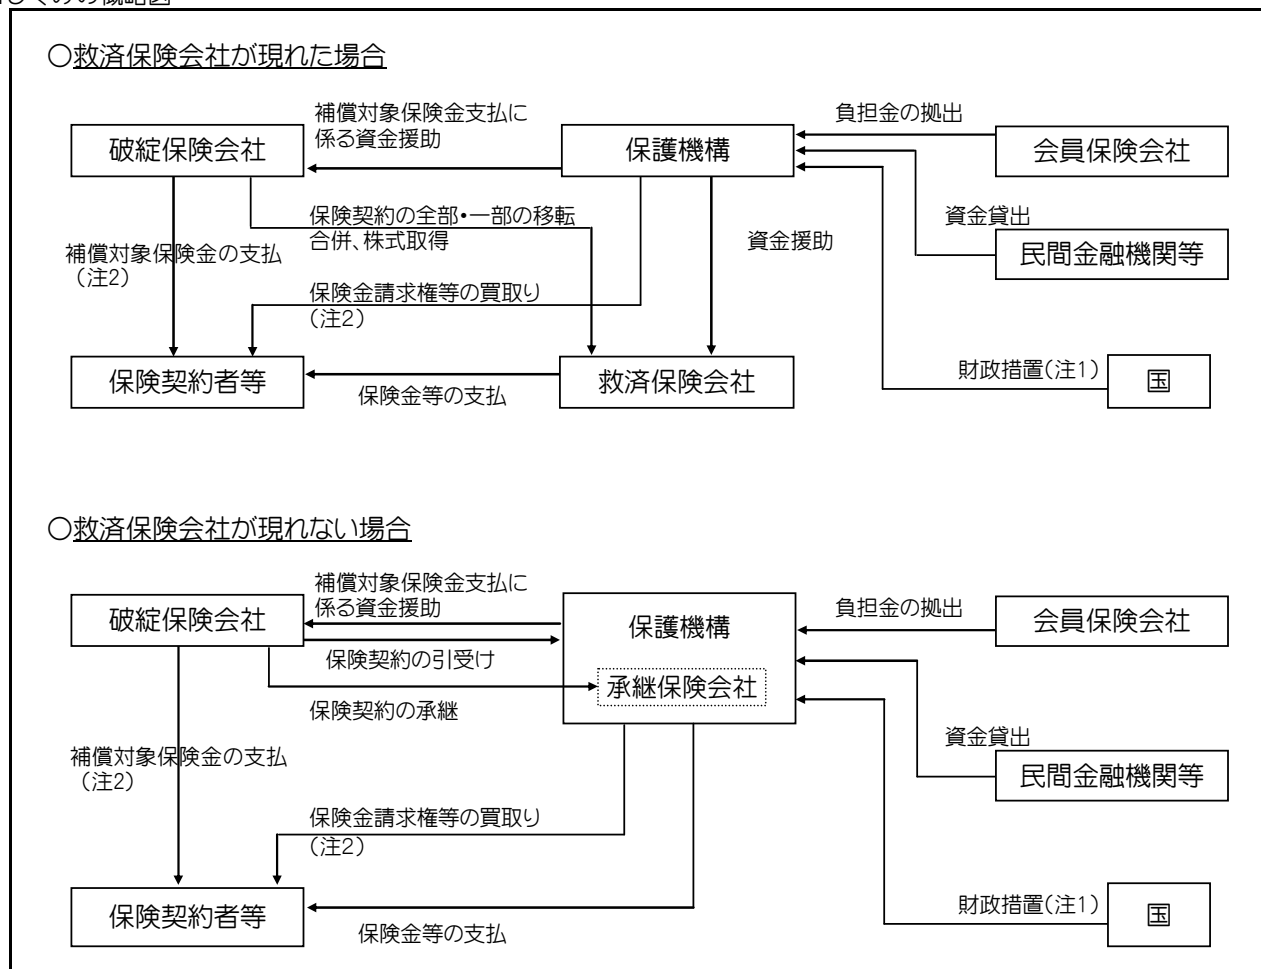 ○救済保険会社が現れた場合
補償対象保険金支払に
係る資金援助
負担金の拠出
破綻保険会社
保護機構
会員保険会社
保険契約の全部・一部の移転
合併、株式取得
資金貸出
補償対象保険金の支払
（注2）
資金援助
民間金融機関等
保険金請求権等の買取り
（注2）
財政措置（注1）
保険契約者等
救済保険会社
国
保険金等の支払
○救済保険会社が現れない場合
補償対象保険金支払に
係る資金援助
負担金の拠出
破綻保険会社
保護機構
会員保険会社
保険契約の引受け
承継保険会社
保険契約の承継
資金貸出
補償対象保険金の支払
（注2）
民間金融機関等
保険金請求権等の買取り
（注2）
財政措置（注1）
保険契約者等
国
保険金等の支払